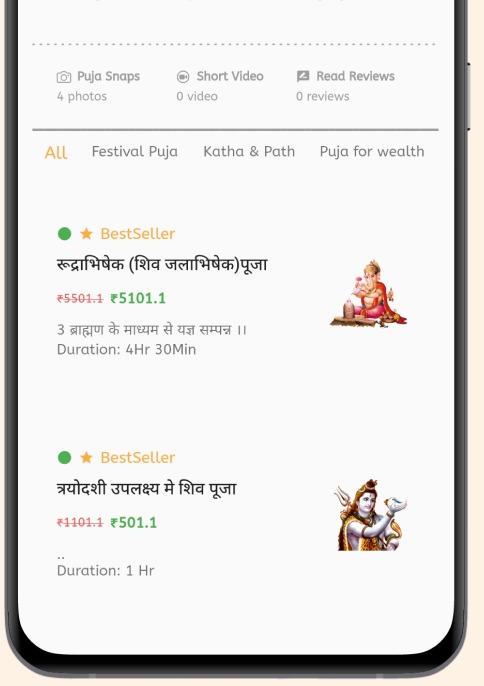 Puja Snaps
4 photos
Short Video
0 video
Read Reviews
0 reviews
All Festival Puja Katha & Path Puja for wealth
BestSeller
रूद्राभिषेक (शिव जलाभिषेक)पूजा
₹5501.1 ₹5101.1
3 ब्राह्मण के माध्यम से यज्ञ सम्पन्न ।।
Duration: 4Hr 30Min
BestSeller
त्रयोदशी उपलक्ष्य मे शिव पूजा
₹1101.1 ₹501.1
..
Duration: 1 Hr